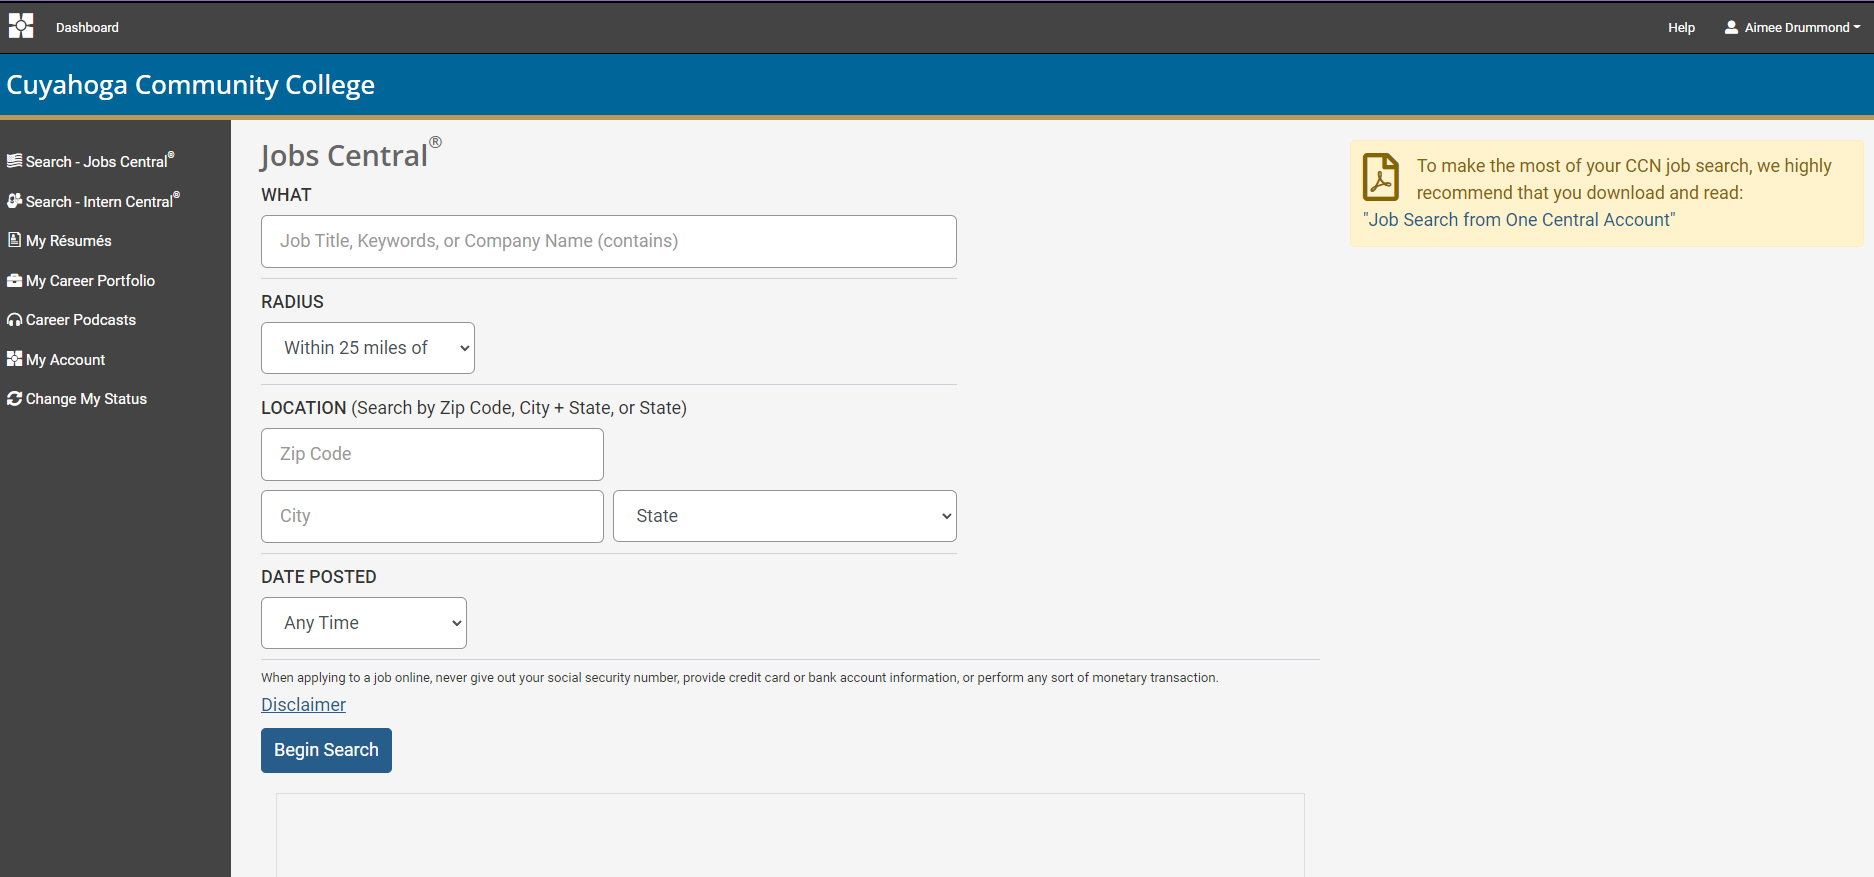 Dashboard
Help
Aimee Drummond
Cuyahoga Community College
Search - Jobs Central®
Search - Intern Central®
My Résumés
My Career Portfolio
Career Podcasts
My Account
Change My Status
Jobs Central®
WHAT
Job Title, Keywords, or Company Name (contains)
RADIUS
Within 25 miles of
LOCATION (Search by Zip Code, City + State, or State)
Zip Code
City
State
DATE POSTED
Any Time
When applying to a job online, never give out your social security number, provide credit card or bank account information, or perform any sort of monetary transaction.
Disclaimer
Begin Search
To make the most of your CCN job search, we highly
recommend that you download and read:
"Job Search from One Central Account"